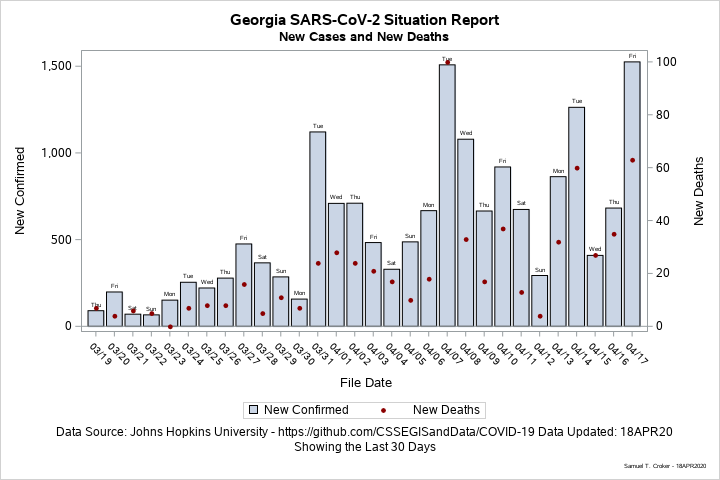 Georgia SARS-CoV-2 Situation Report
New Cases and New Deaths
New Confirmed
New Deaths
1,500
1,000
500
0
100
80
60
40
20
0
Thu
Fri
Sat
Sun
Mon
Tue
Wed
Thu
Fri
Sat
Sun
Mon
Tue
Wed
Thu
Fri
Sat
Sun
Mon
Tue
Wed
Thu
Fri
Sat
Sun
Mon
Tue
Wed
Thu
Fri
03/19
03/20
03/21
03/22
03/23
03/24
03/25
03/26
03/27
03/28
03/29
03/30
03/31
04/01
04/02
04/03
04/04
04/05
04/06
04/07
04/08
04/09
04/10
04/11
04/12
04/13
04/14
04/15
04/16
04/17
File Date
New Confirmed
New Deaths
Data Source: Johns Hopkins University - https://github.com/CSSEGISandData/COVID-19 Data Updated: 18APR20
Showing the Last 30 Days
Samuel T. Croker - 18APR2020